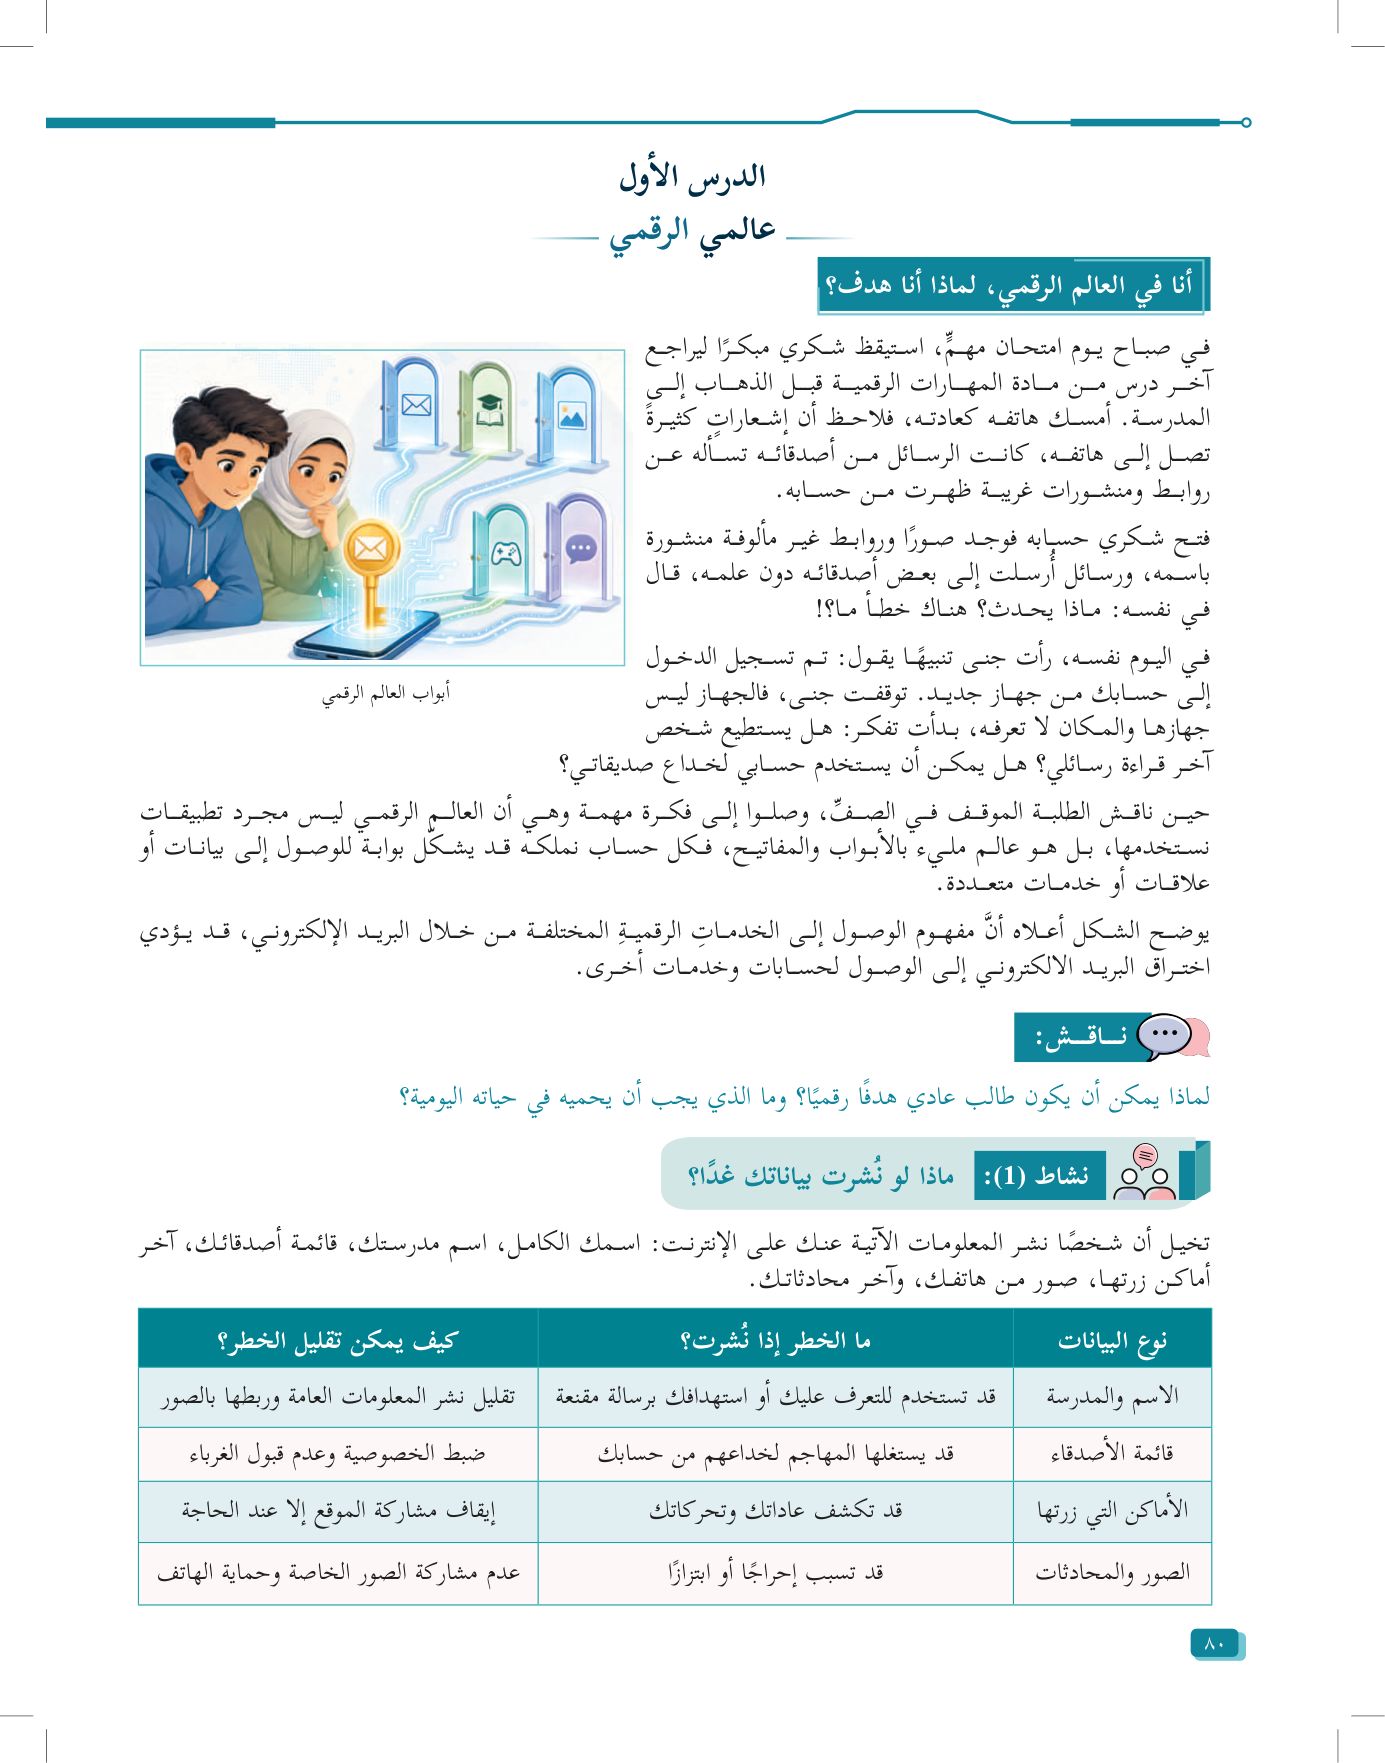 الدرس الأول
عالمي الرقمي
أنا في العالم الرقمي، لماذا أنا هدف؟
في صباح يوم امتحان مهمٍّ، استيقظ شكري مبكرًا ليراجع
آخر درس من مادة المهارات الرقمية قبل الذهاب إلى
المدرسة. أمسك هاتفه كعادته، فلاحظ أن إشعاراتٍ كثيرةً
تصل إلى هاتفه، كانت الرسائل من أصدقائه تسأله عن
روابط ومنشورات غريبة ظهرت من حسابه.
فتح شكري حسابه فوجد صورًا وروابط غير مألوفة منشورة
باسمه، ورسائل أُرسلت إلى بعض أصدقائه دون علمه، قال
في نفسه: ماذا يحدث؟ هناك خطأ ما؟!
في اليوم نفسه، رأت جنى تنبيهًا يقول: تم تسجيل الدخول
إلى حسابك من جهاز جديد. توقفت جنى، فالجهاز ليس
جهازها والمكان لا تعرفه، بدأت تفكر: هل يستطيع شخص
آخر قراءة رسائلي؟ هل يمكن أن يستخدم حسابي لخداع صديقاتي؟
أبواب العالم الرقمي
حين ناقش الطلبة الموقف في الصفِّ، وصلوا إلى فكرة مهمة وهي أن العالم الرقمي ليس مجرد تطبيقات
نستخدمها، بل هو عالم مليء بالأبواب والمفاتيح، فكل حساب نملكه قد يشكّل بوابة للوصول إلى بيانات أو
علاقات أو خدمات متعددة.
يوضح الشكل أعلاه أنَّ مفهوم الوصول إلى الخدماتِ الرقميةِ المختلفة من خلال البريد الإلكتروني، قد يؤدي
اختراق البريد الالكتروني إلى الوصول لحسابات وخدمات أخرى.
ناقش:
لماذا يمكن أن يكون طالب عادي هدفًا رقميًا؟ وما الذي يجب أن يحميه في حياته اليومية؟
نشاط (1): ماذا لو نُشرت بياناتك غدًا؟
تخيل أن شخصًا نشر المعلومات الآتية عنك على الإنترنت: اسمك الكامل، اسم مدرستك، قائمة أصدقائك، آخر
أماكن زرتها، صور من هاتفك، وآخر محادثاتك.
نوع البيانات ما الخطر إذا نُشرت؟ كيف يمكن تقليل الخطر؟
الاسم والمدرسة قد تستخدم للتعرف عليك أو استهدافك برسالة مقنعة تقليل نشر المعلومات العامة وربطها بالصور
قائمة الأصدقاء قد يستغلها المهاجم لخداعهم من حسابك ضبط الخصوصية وعدم قبول الغرباء
الأماكن التي زرتها قد تكشف عاداتك وتحركاتك إيقاف مشاركة الموقع إلا عند الحاجة
الصور والمحادثات قد تسبب إحراجًا أو ابتزازًا عدم مشاركة الصور الخاصة وحماية الهاتف
٨٠